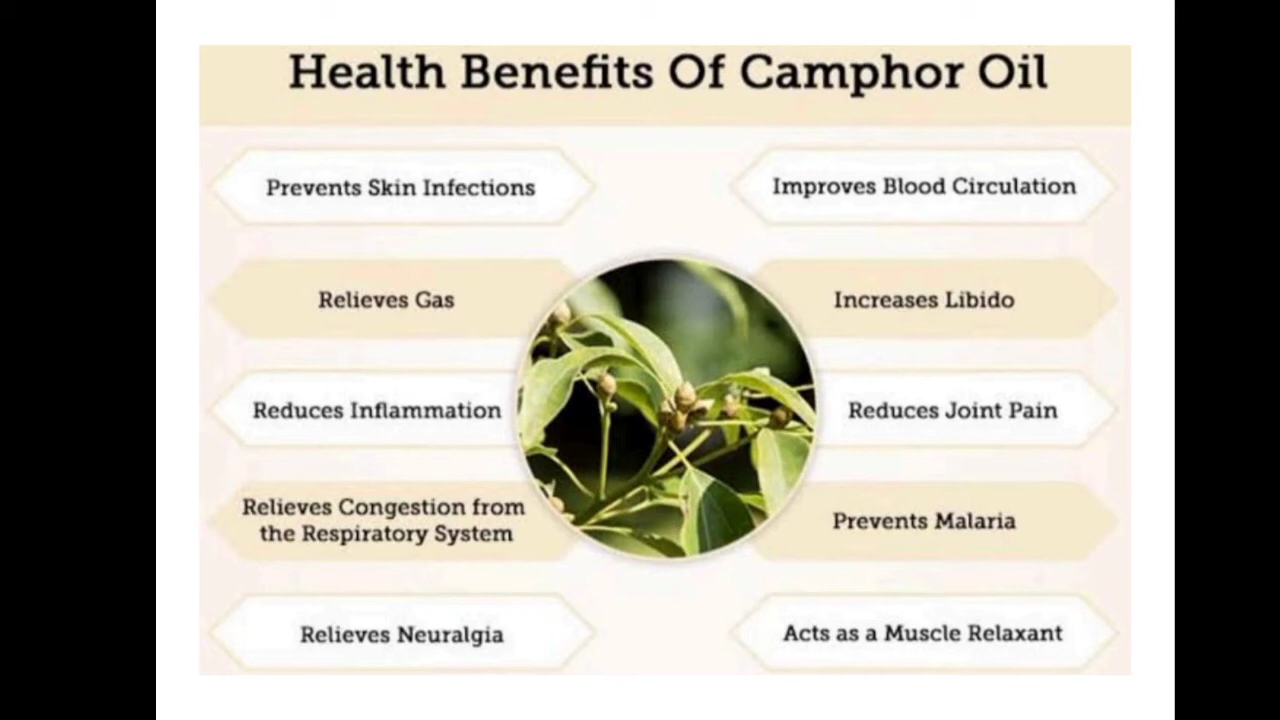 Health Benefits Of Camphor Oil
Prevents Skin Infections
Improves Blood Circulation
Relieves Gas
Increases Libido
Reduces Inflammation
Reduces Joint Pain
Relieves Congestion from
the Respiratory System
Prevents Malaria
Relieves Neuralgia
Acts as a Muscle Relaxant